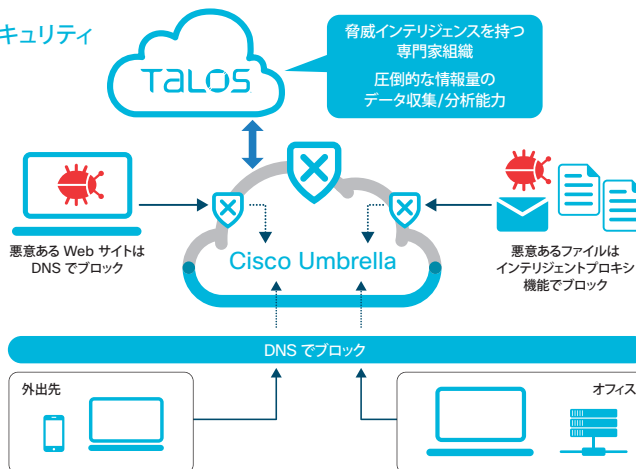 キュリティ
TALOS
脅威インテリジェンスを持つ
専門家組織
圧倒的な情報量の
データ収集/分析能力
悪意ある Web サイトは
DNS でブロック
Cisco Umbrella
悪意あるファイルは
インテリジェントプロキシ
機能でブロック
DNS でブロック
外出先
オフィス